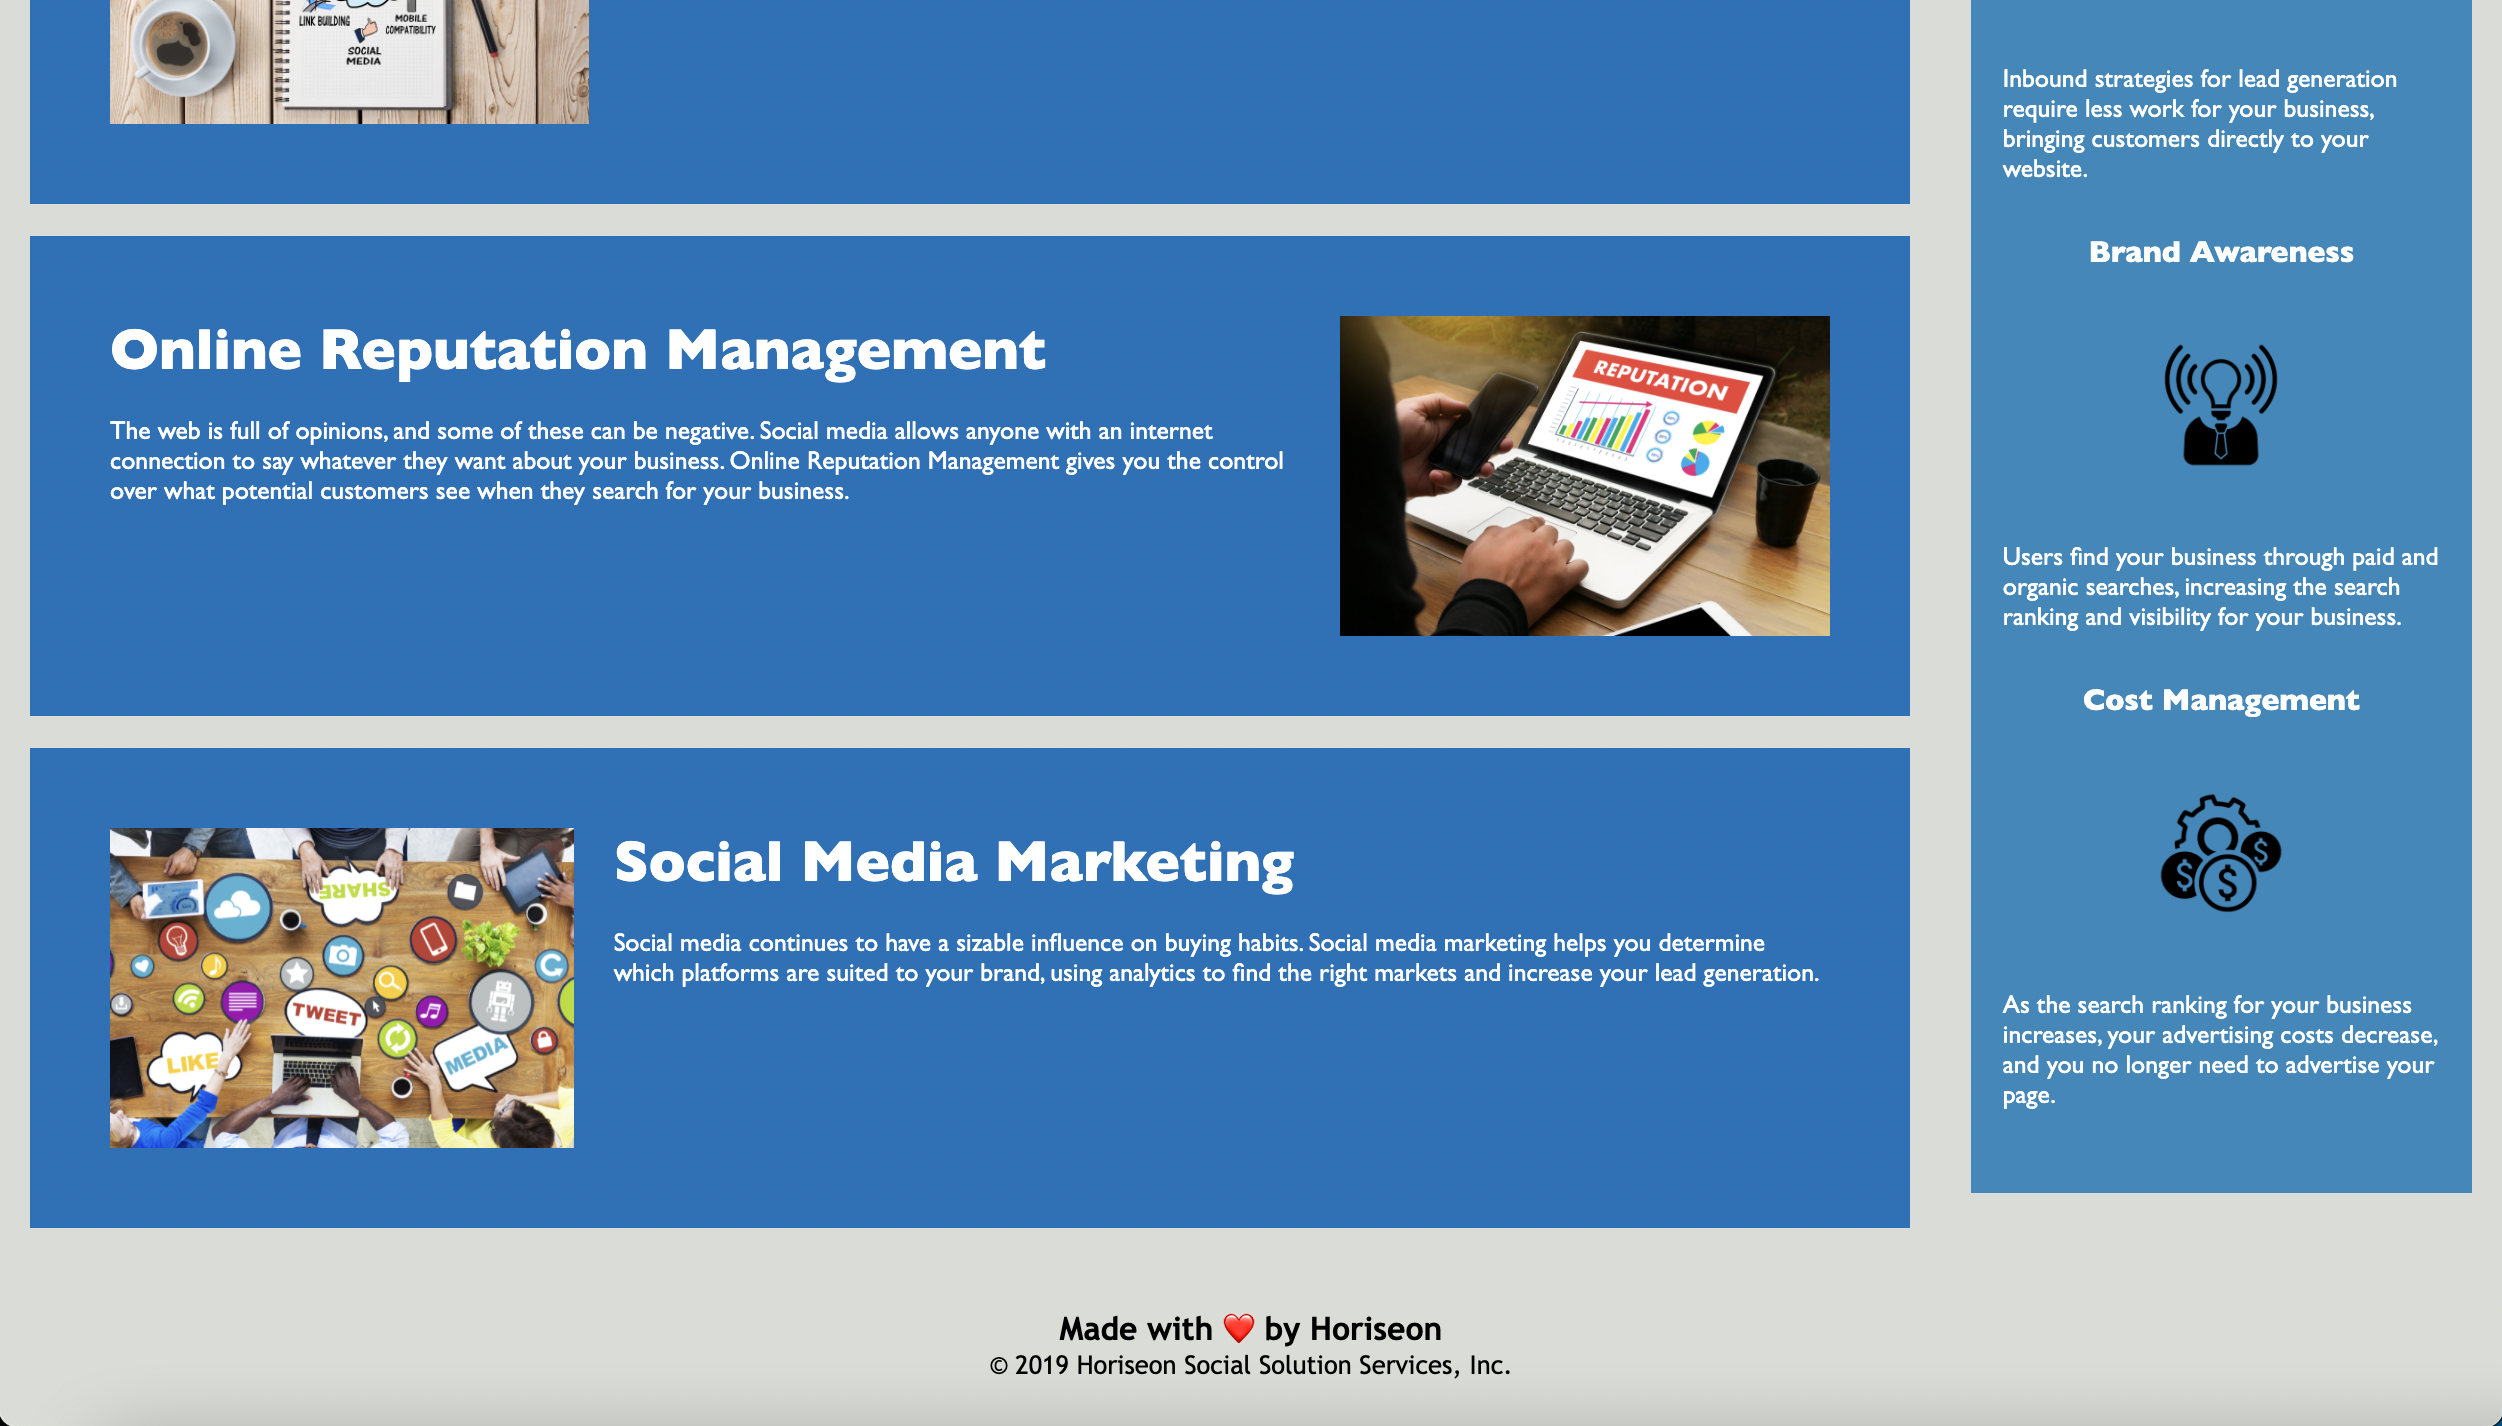 LINK BUILDING
MOBILE
COMPATIBILITY
SOCIAL
MEDIA
Online Reputation Management
The web is full of opinions, and some of these can be negative. Social media allows anyone with an internet
connection to say whatever they want about your business. Online Reputation Management gives you the control
over what potential customers see when they search for your business.
REPUTATION
Social Media Marketing
Social media continues to have a sizable influence on buying habits. Social media marketing helps you determine
which platforms are suited to your brand, using analytics to find the right markets and increase your lead generation.
SHARE
TWEET
LIKE
MEDIA
Inbound strategies for lead generation
require less work for your business,
bringing customers directly to your
website.
Brand Awareness
Users find your business through paid and
organic searches, increasing the search
ranking and visibility for your business.
Cost Management
$ $ $
As the search ranking for your business
increases, your advertising costs decrease,
and you no longer need to advertise your
page.
Made with ❤️ by Horiseon
© 2019 Horiseon Social Solution Services, Inc.